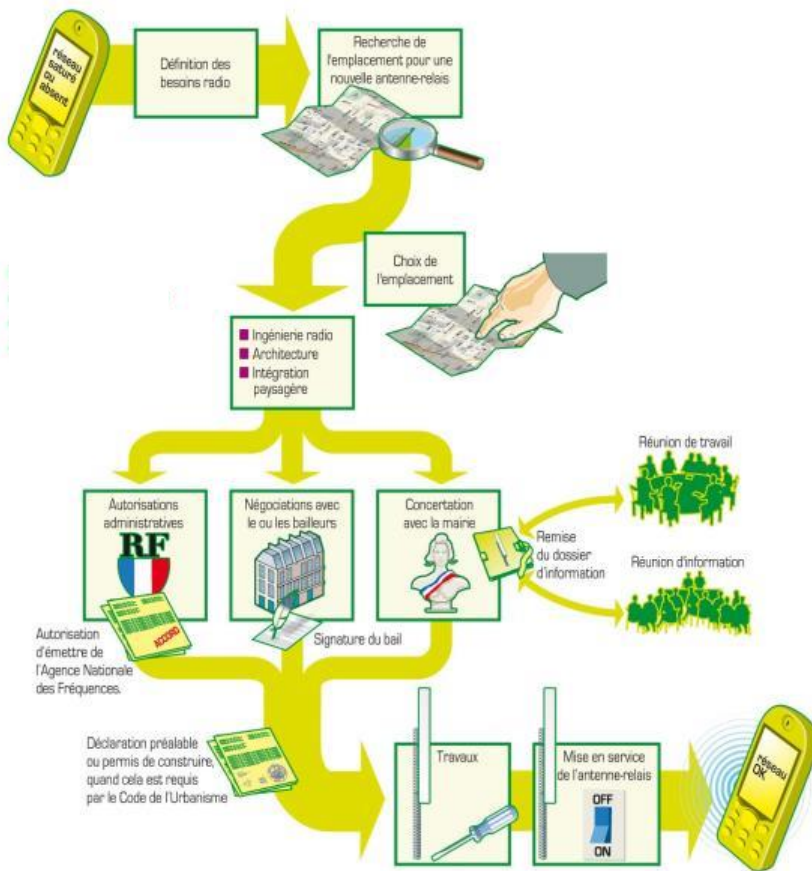 réseau
saturé
ou
absent
Définition des
besoins radio
Recherche de
l'emplacement pour une
nouvelle antenne-relais
Choix de
l'emplacement
Ingénierie radio
Architecture
Intégration
paysagère
Autorisations
administratives
RF
ACCORD
Autorisation
d'émettre de
l'Agence Nationale
des Fréquences.
Négociations avec
le ou les bailleurs
Signature du bail
Concertation
avec la mairie
Remise
du dossier
d'information
Réunion de travail
Réunion d'information
Déclaration préalable
ou permis de construire,
quand cela est requis
par le Code de l'Urbanisme
Travaux
Mise en service
de l'antenne-relais
OFF
ON
réseau
OK